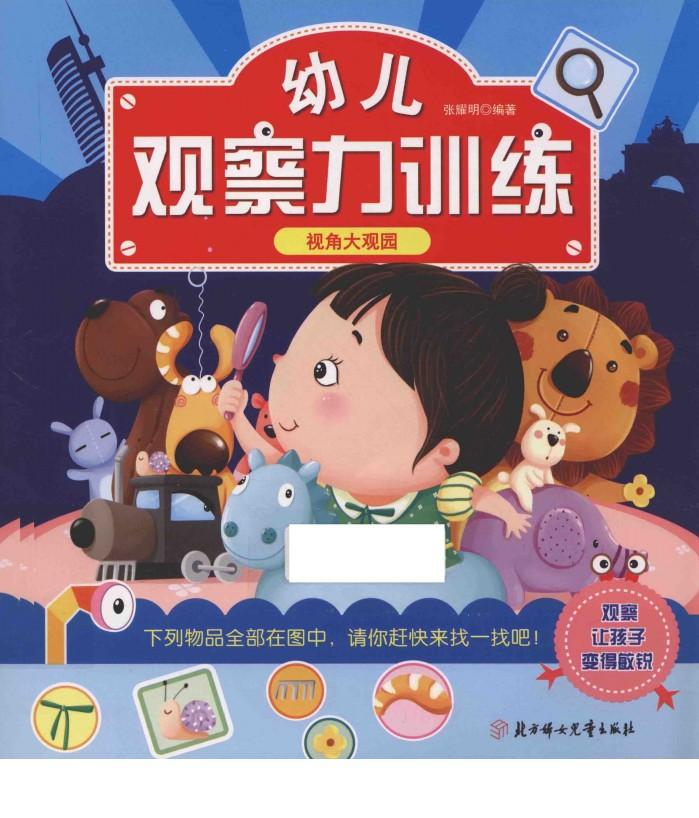 幼儿
张耀明◎编著
观察力训练
视角大观园
观察
让孩子
变得敏锐
下列物品全部在图中，请你赶快来找一找吧！
北方妇女儿童出版社